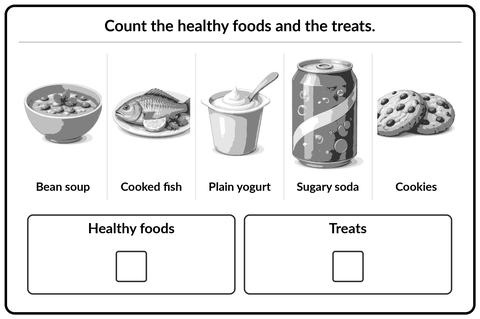 Count the healthy foods and the treats.
Bean soup
Cooked fish
Plain yogurt
Sugary soda
Cookies
Healthy foods
Treats